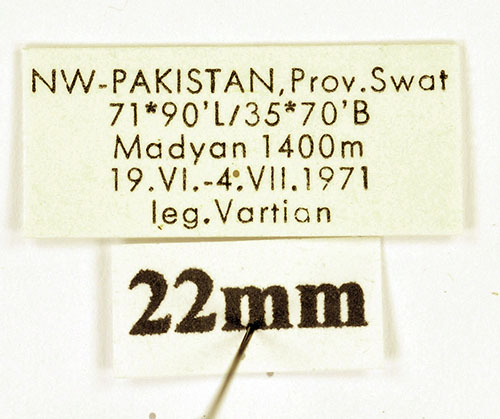 NW-PAKISTAN,Prov.Swat
71*90'L/35*70'B
Madyan 1400m
19.VI.-4.VII.1971
leg.Vartian
22mm